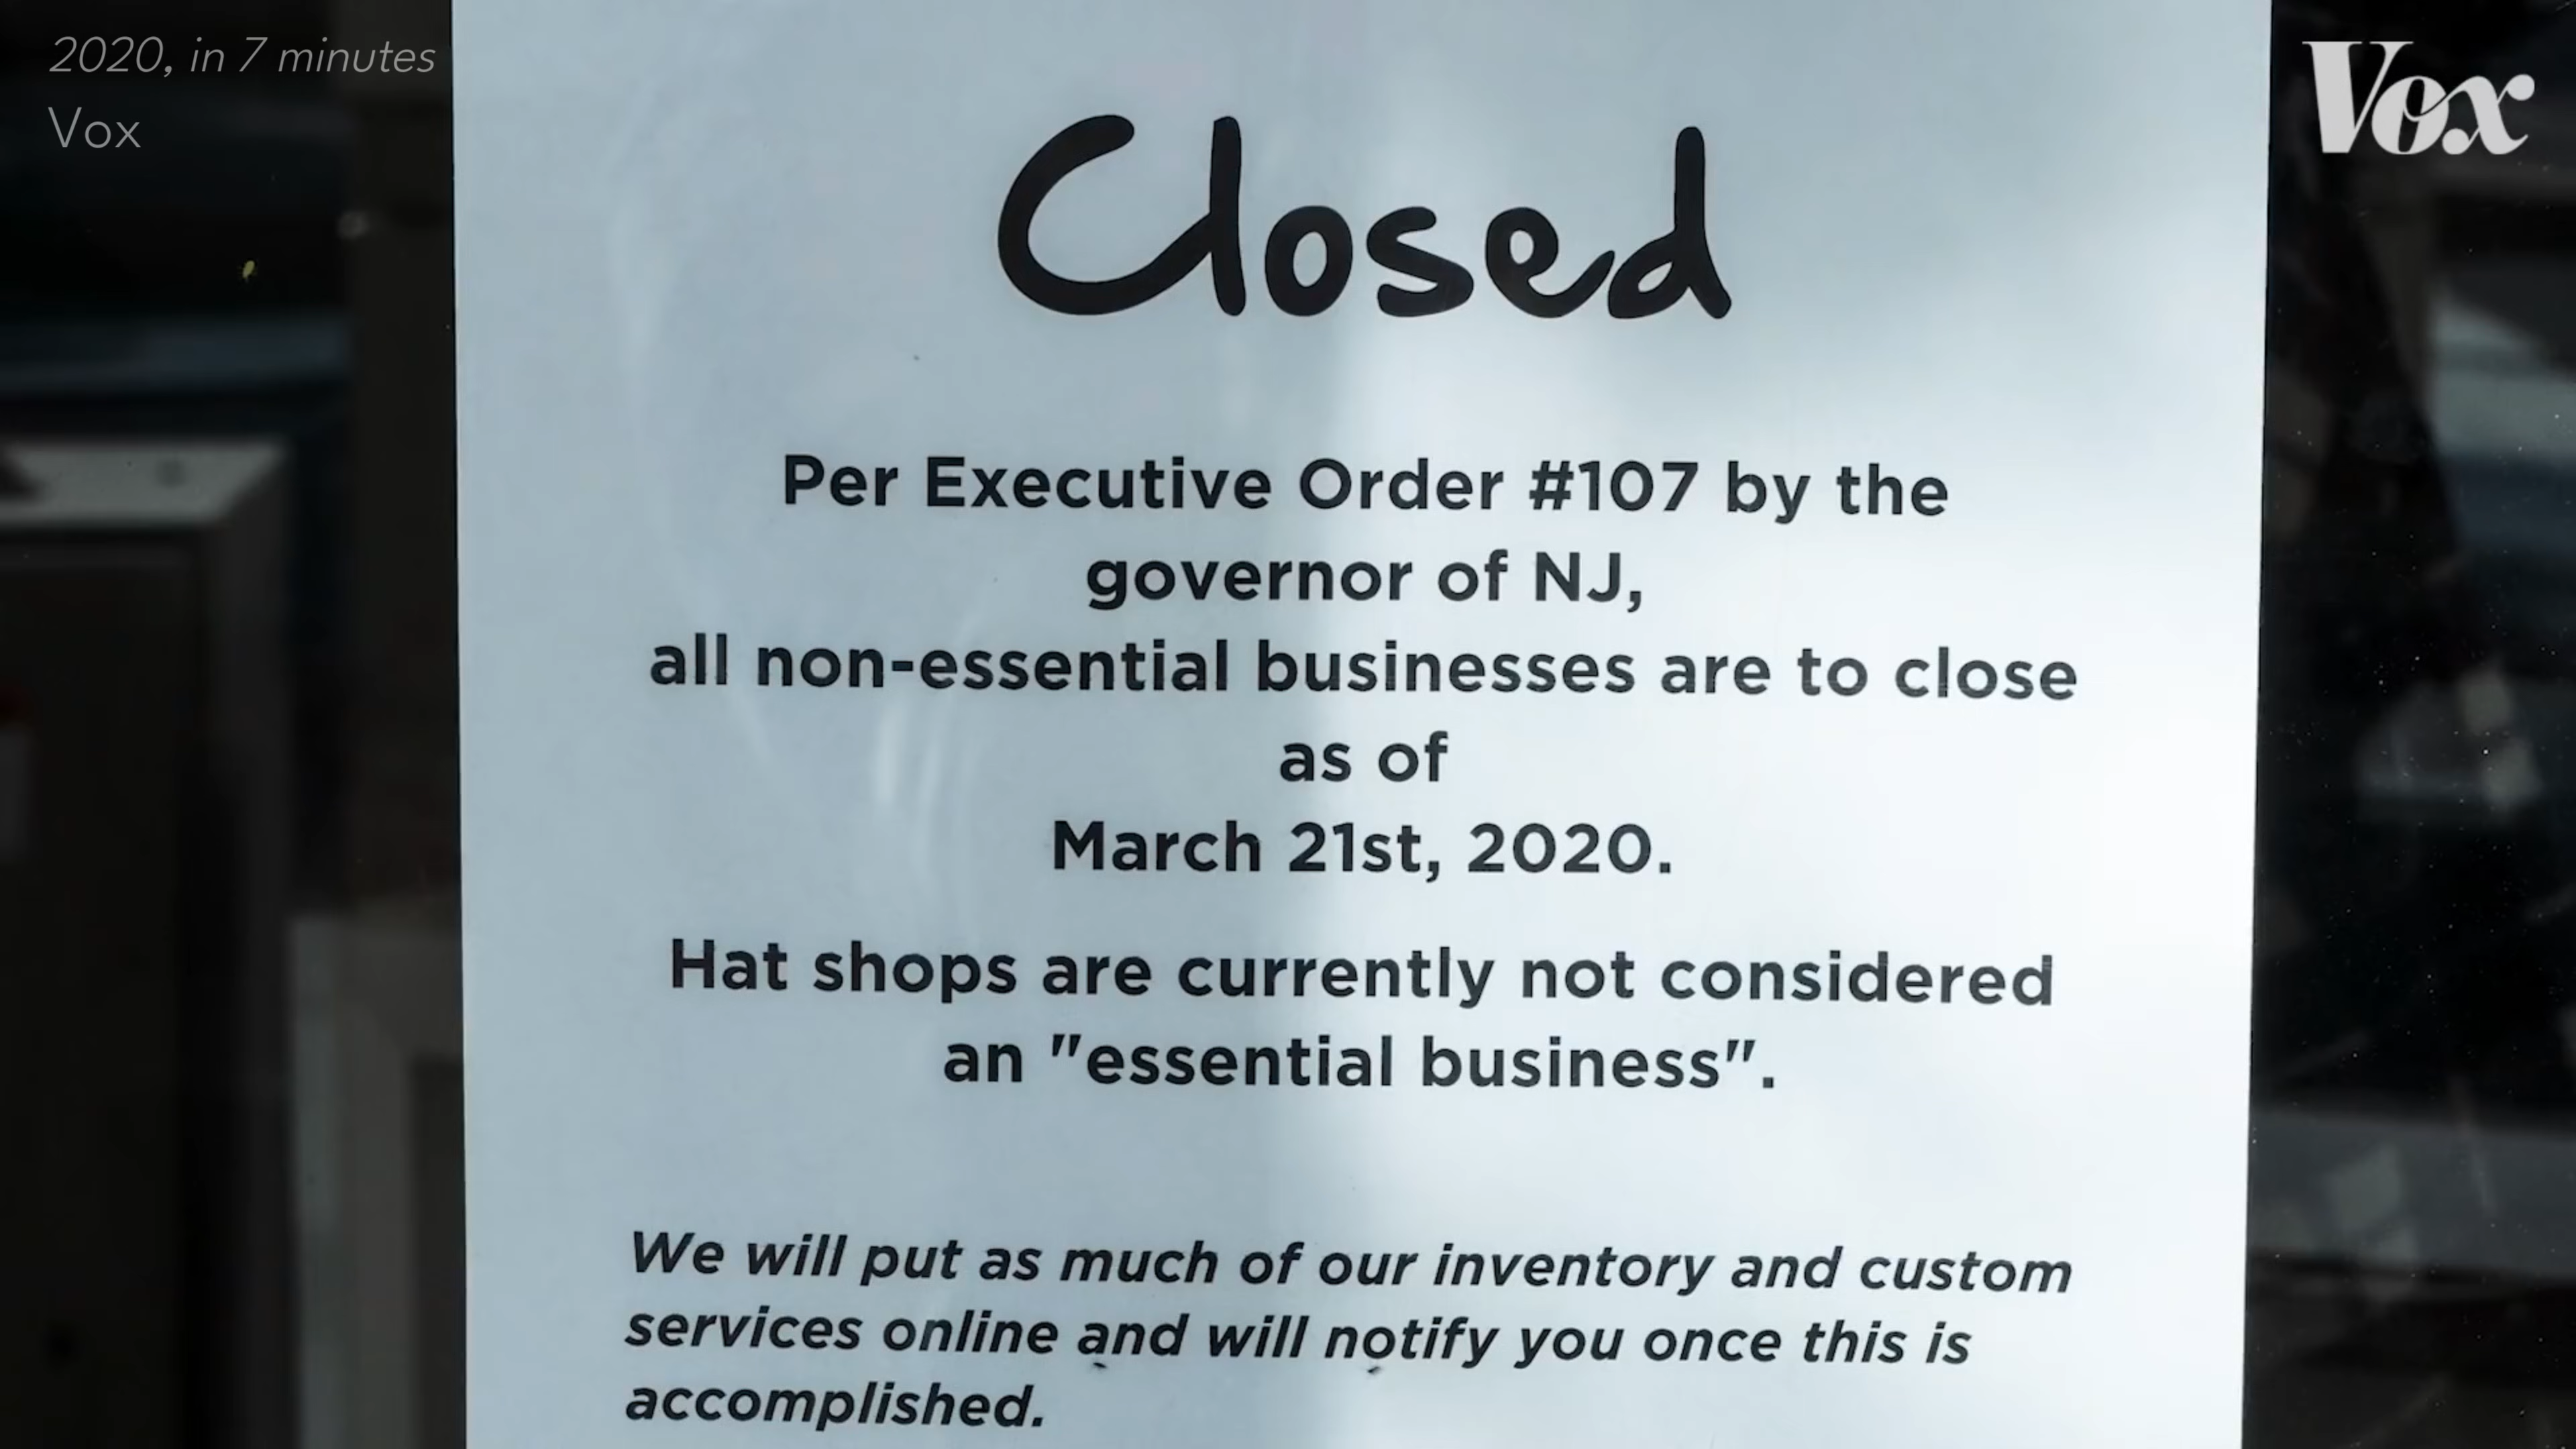 2020, in 7 minutes
Vox
Vox
Closed
Per Executive Order #107 by the
governor of NJ,
all non-essential businesses are to close
as of
March 21st, 2020.
Hat shops are currently not considered
an "essential business".
We will put as much of our inventory and custom
services online and will notify you once this is
accomplished.